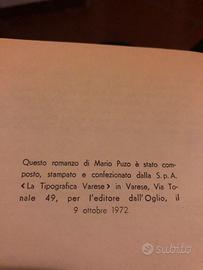 Questo romanzo di Mario Puzo è stato com-
posto, stampato e confezionato dalla S.p.A.
« La Tipografica Varese » in Varese, Via To-
nale 49, per l'editore dall'Oglio, il
9 ottobre 1972.
subito